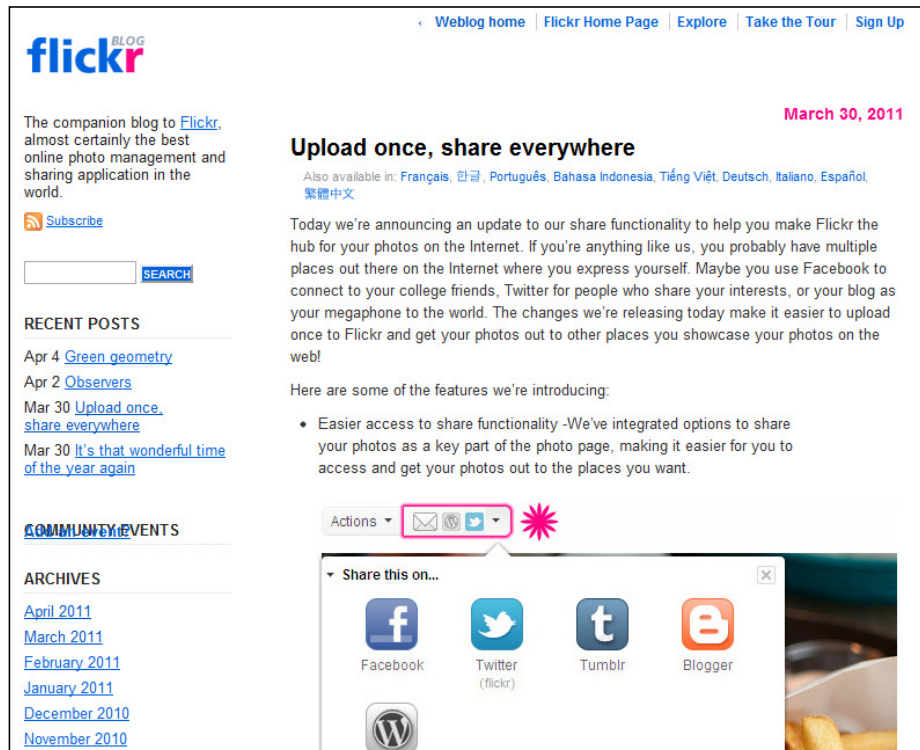 ‹ Weblog home Flickr Home Page Explore Take the Tour Sign Up
flickr BLOG
The companion blog to Flickr,
almost certainly the best
online photo management and
sharing application in the
world.
Subscribe
SEARCH
RECENT POSTS
Apr 4 Green geometry
Apr 2 Observers
Mar 30 Upload once,
share everywhere
Mar 30 It's that wonderful time
of the year again
COMMUNITY EVENTS
Add an event?
ARCHIVES
April 2011
March 2011
February 2011
January 2011
December 2010
November 2010
March 30, 2011
Upload once, share everywhere
Also available in: Français, 한글, Português, Bahasa Indonesia, Tiếng Việt, Deutsch, Italiano, Español,
繁體中文
Today we're announcing an update to our share functionality to help you make Flickr the
hub for your photos on the Internet. If you're anything like us, you probably have multiple
places out there on the Internet where you express yourself. Maybe you use Facebook to
connect to your college friends, Twitter for people who share your interests, or your blog as
your megaphone to the world. The changes we're releasing today make it easier to upload
once to Flickr and get your photos out to other places you showcase your photos on the
web!
Here are some of the features we're introducing:
• Easier access to share functionality -We've integrated options to share
your photos as a key part of the photo page, making it easier for you to
access and get your photos out to the places you want.
Actions
Share this on...
Facebook
Twitter
(flickr)
Tumblr
Blogger